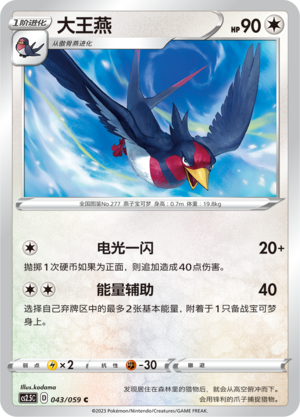 1阶进化
大王燕
HP90
从傲骨燕进化
全国图鉴No.277 燕子宝可梦 身高：0.7m 体重：19.8kg
电光一闪 20+
抛掷1次硬币如果为正面，则追加造成40点伤害。
能量辅助 40
选择自己弃牌区中的最多2张基本能量，附着于1只备战宝可梦
身上。
弱点 ×2 抗性 -30 撤退
Illus.kodama
发现居住在森林里的猎物后，就会从高空俯冲而下。
会用锋利的爪子捕捉猎物。
CS2.5C D 043/059 C
©2023 Pokémon/Nintendo/Creatures/GAME FREAK.